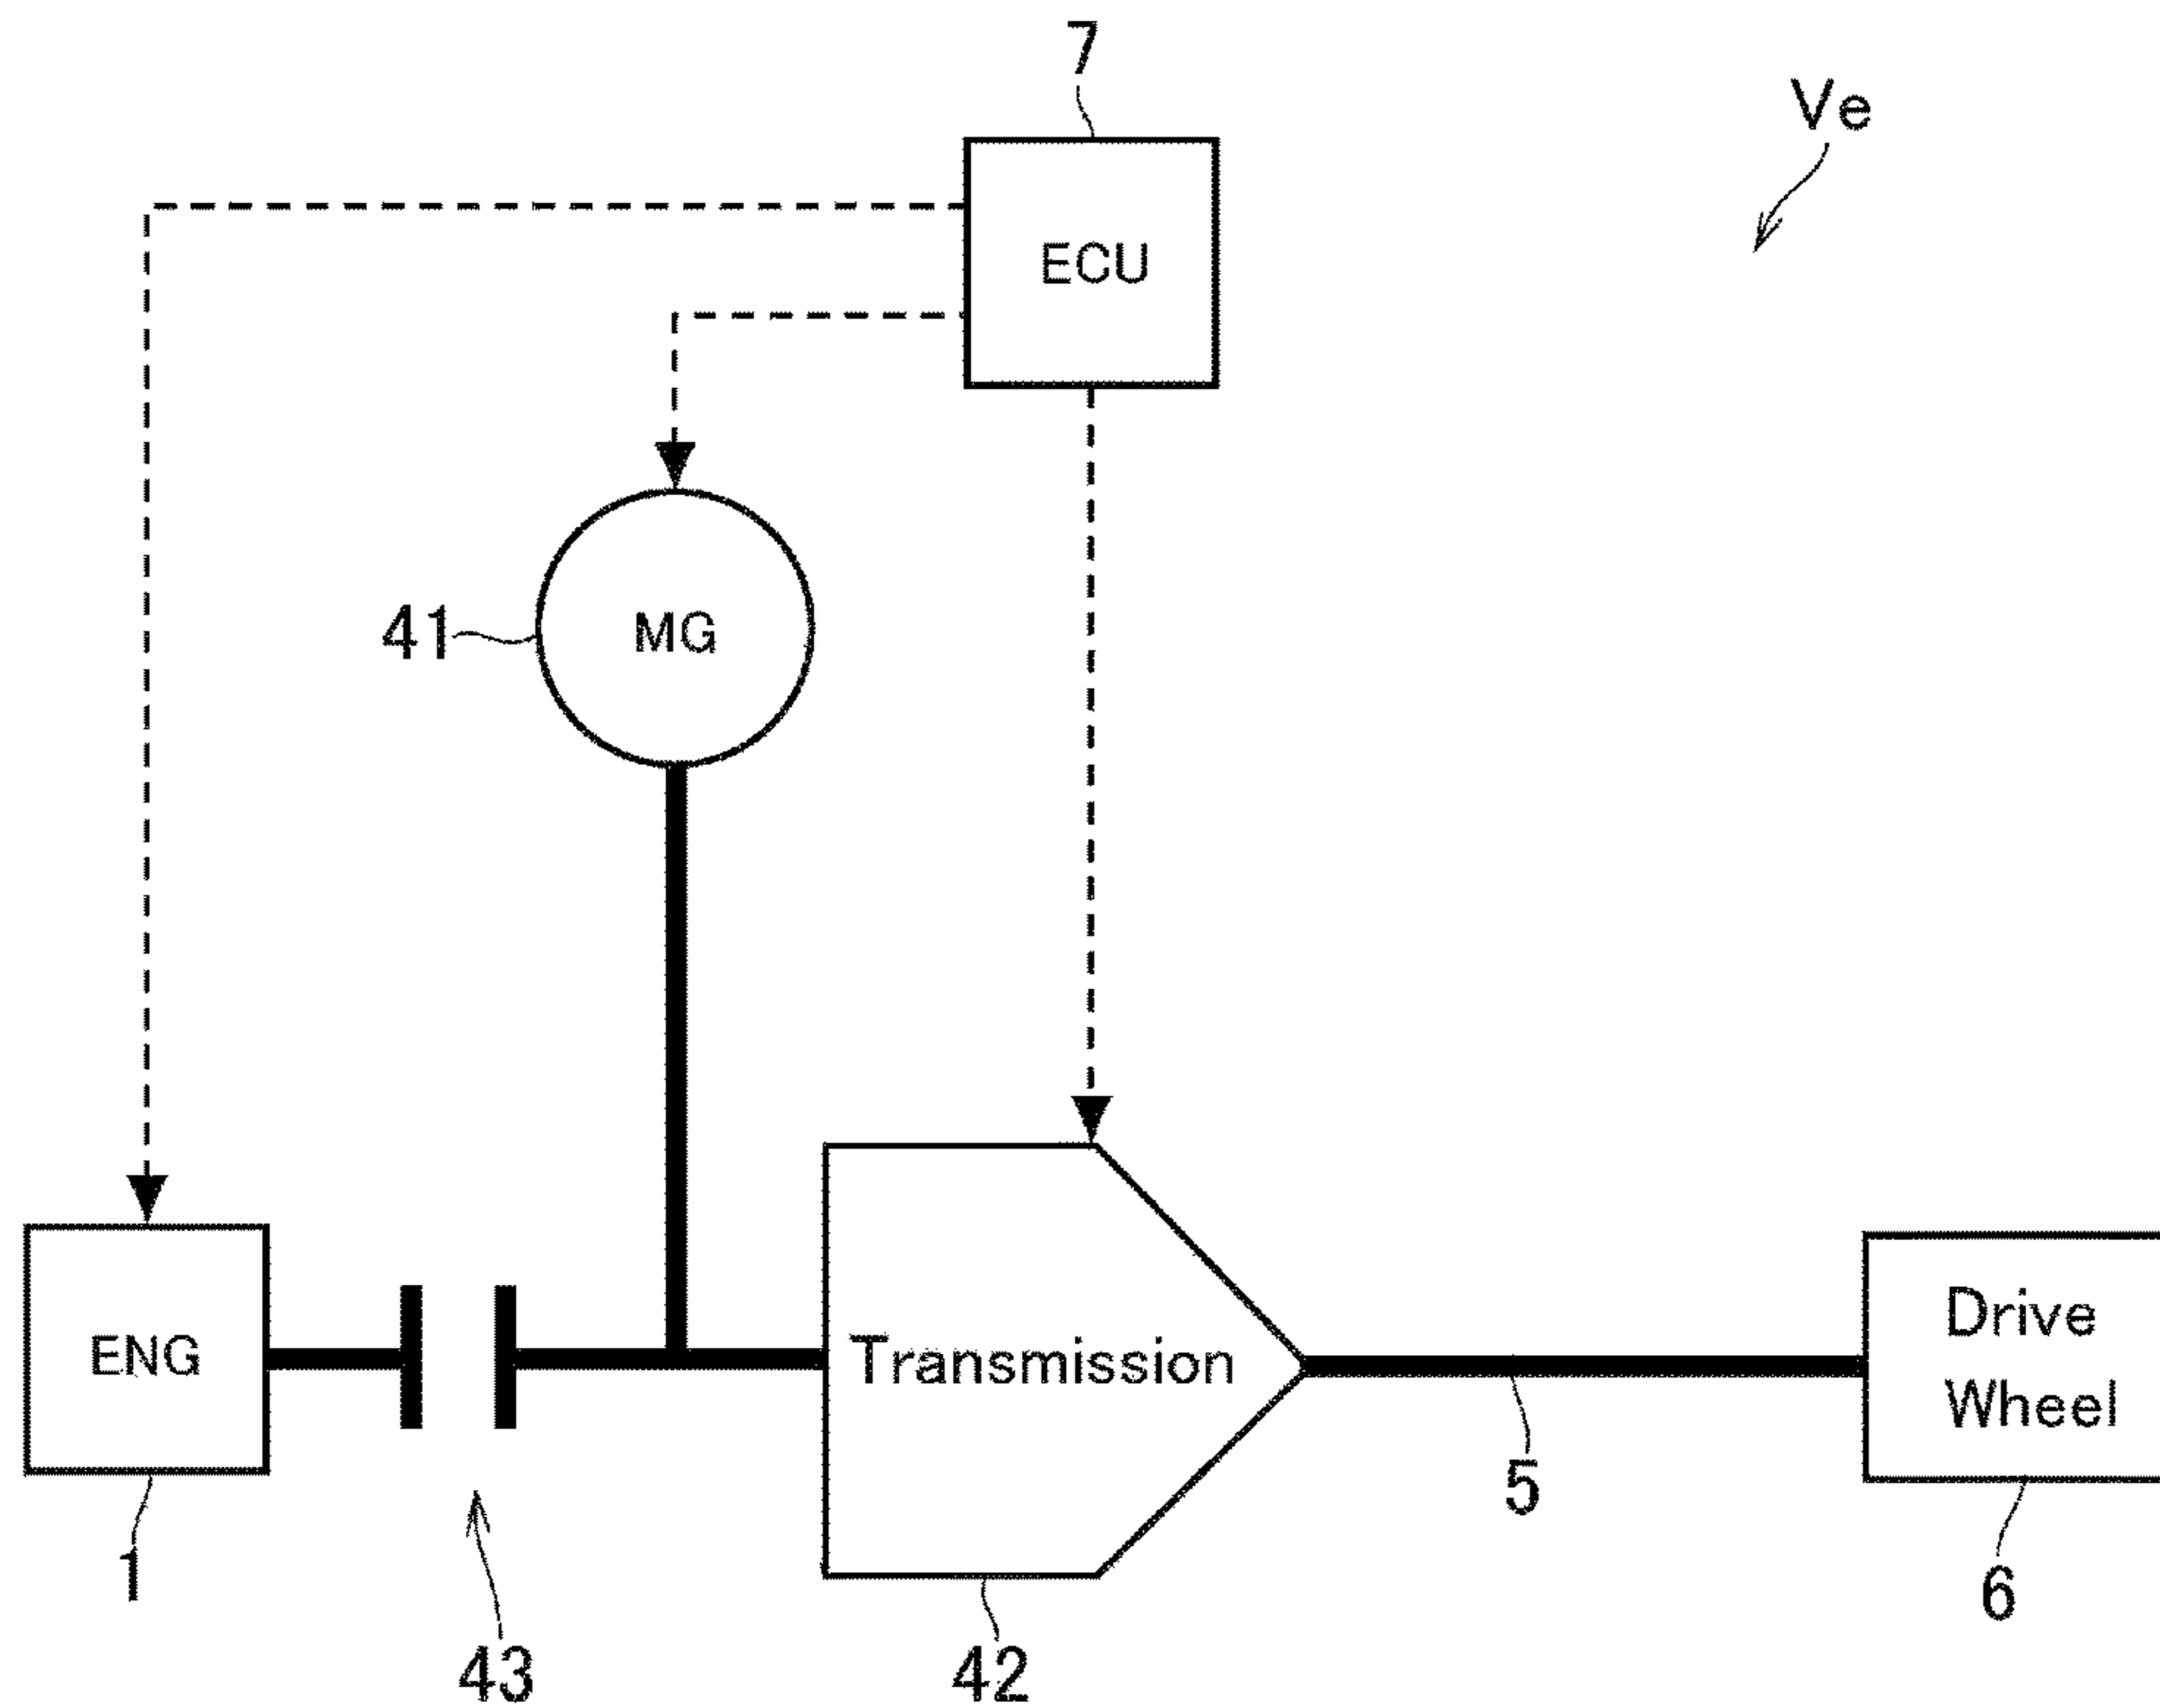 7
Ve
ECU
41
MG
ENG
Transmission
Drive
Wheel
5
1
6
43
42